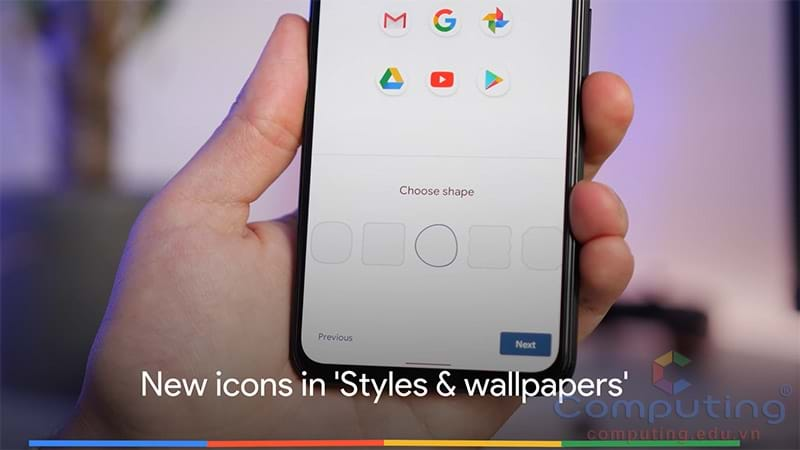 Choose shape
Previous
Next
New icons in 'Styles & wallpapers'
Computing®
computing.edu.vn